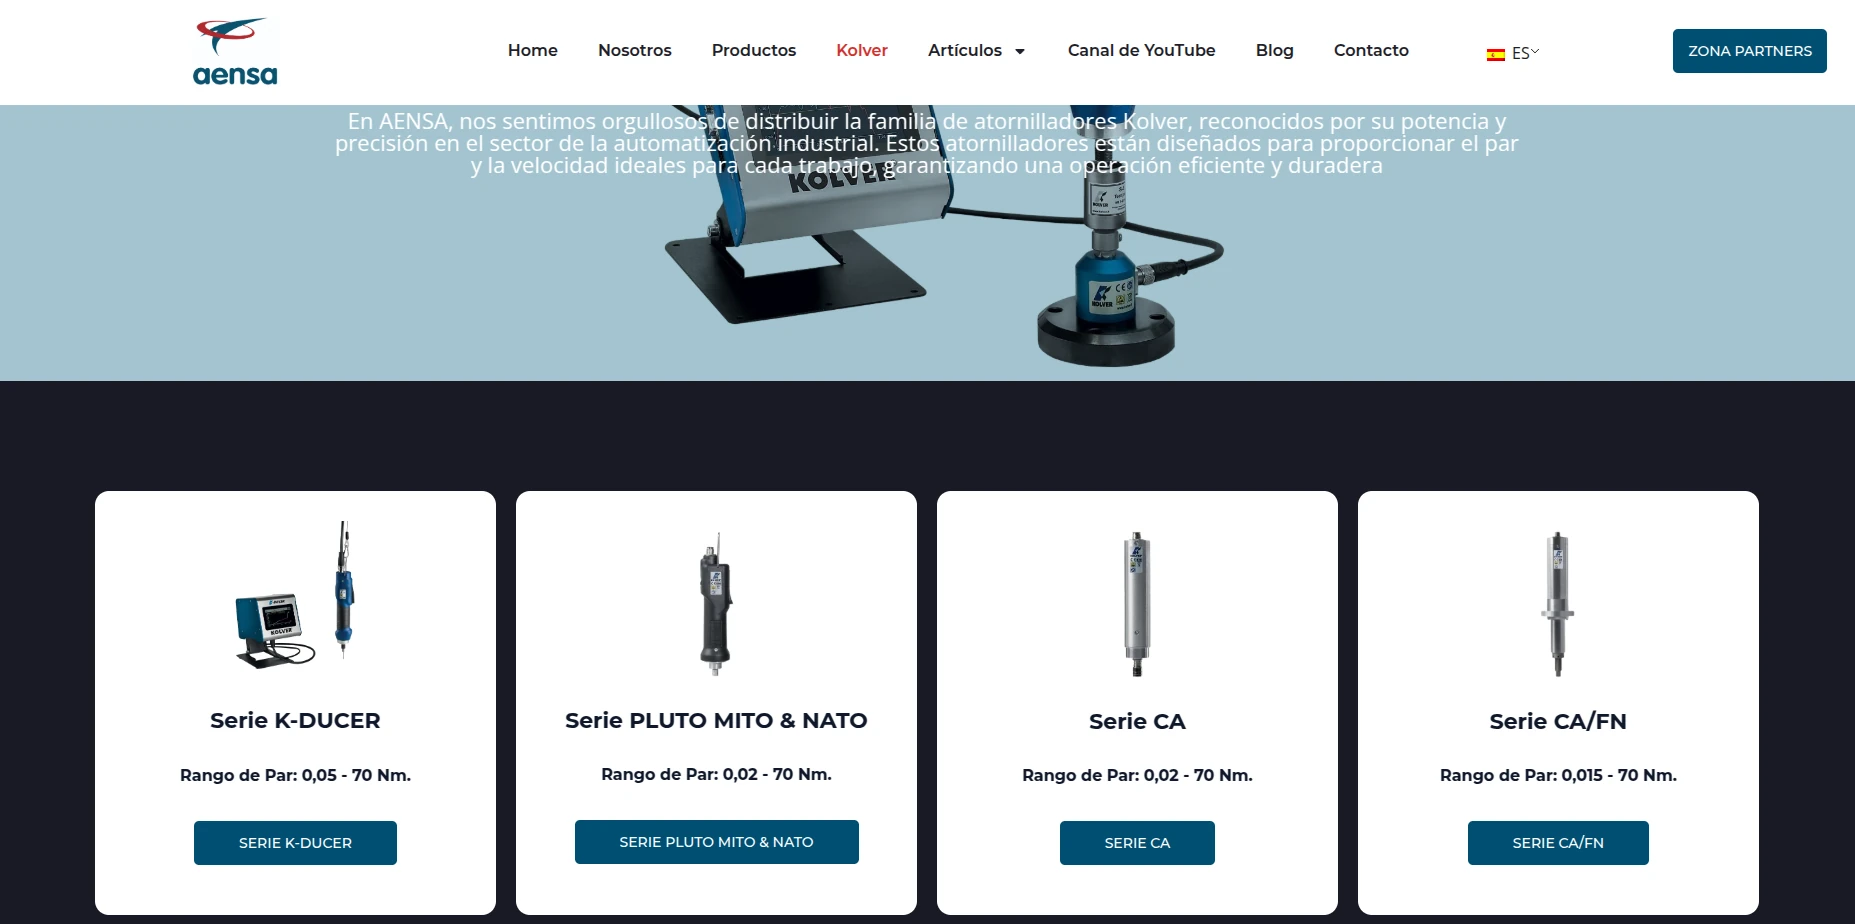 aensa
Home
Nosotros
Productos
Kolver
Artículos
Canal de YouTube
Blog
Contacto
ES
ZONA PARTNERS
En AENSA, nos sentimos orgullosos de distribuir la familia de atornilladores Kolver, reconocidos por su potencia y
precisión en el sector de la automatización industrial. Estos atornilladores están diseñados para proporcionar el par
y la velocidad ideales para cada trabajo, garantizando una operación eficiente y duradera
KOLVER
KOLVER
KOLVER
KOLVER
Serie K-DUCER
Rango de Par: 0,05 - 70 Nm.
SERIE K-DUCER
Serie PLUTO MITO & NATO
Rango de Par: 0,02 - 70 Nm.
SERIE PLUTO MITO & NATO
Serie CA
Rango de Par: 0,02 - 70 Nm.
SERIE CA
Serie CA/FN
Rango de Par: 0,015 - 70 Nm.
SERIE CA/FN